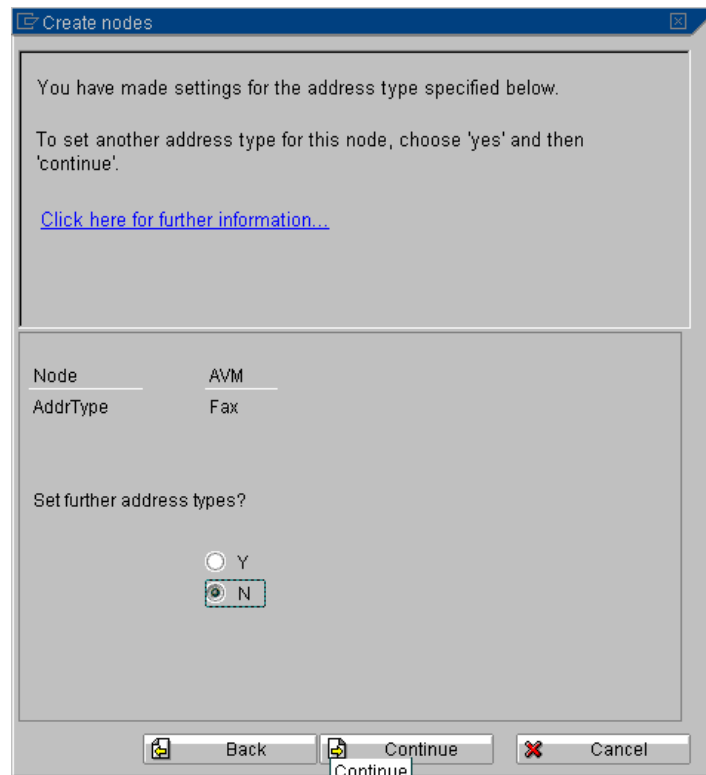 Create nodes
You have made settings for the address type specified below.
To set another address type for this node, choose 'yes' and then
'continue'.
Click here for further information...
Node AVM
AddrType Fax
Set further address types?
Y
N
Back Continue Cancel
Continue